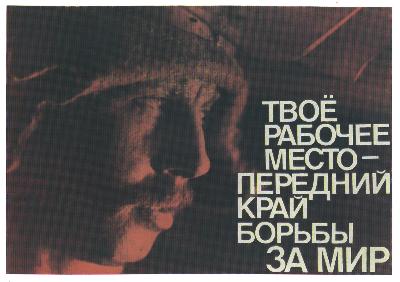 ТВОЁ
РАБОЧЕЕ
МЕСТО –
ПЕРЕДНИЙ
КРАЙ
БОРЬБЫ
ЗА МИР